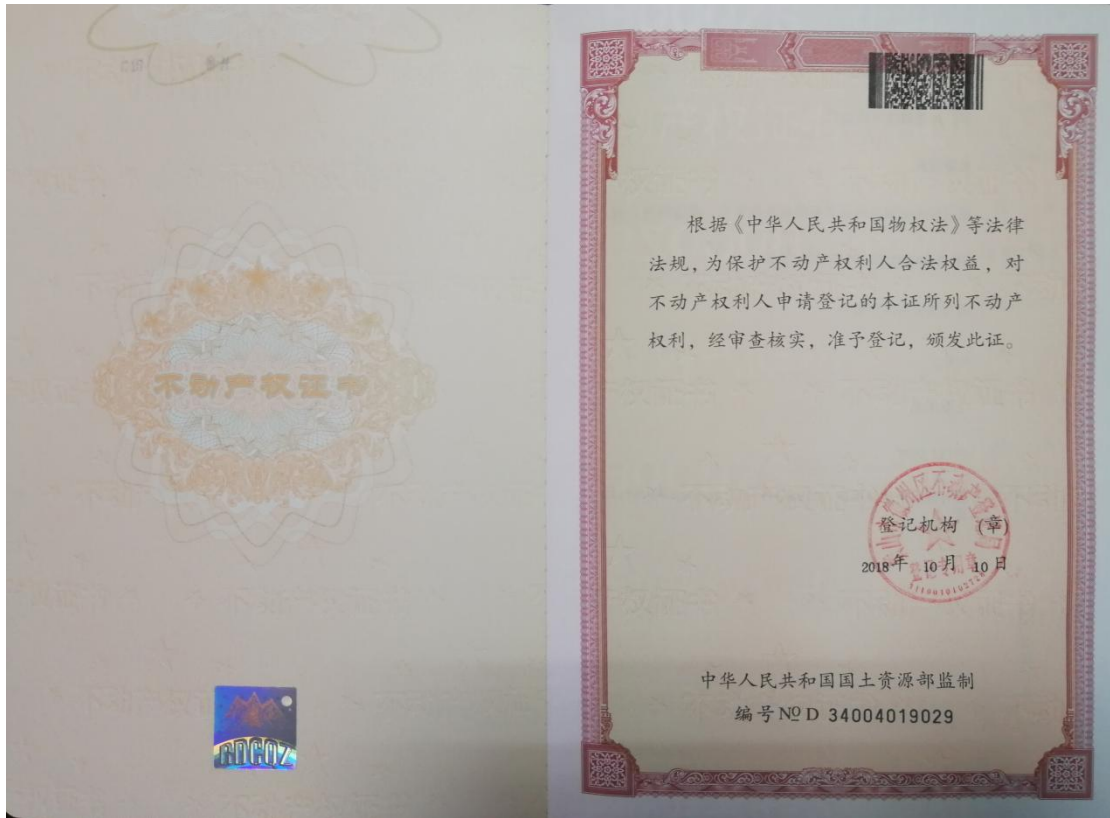 不动产权证书
BDCQZ
根据《中华人民共和国物权法》等法律
法规,为保护不动产权利人合法权益,对
不动产权利人申请登记的本证所列不动产
权利,经审查核实,准予登记,颁发此证。
登记机构 (章)
2018年 10月 10日
中华人民共和国国土资源部监制
编号 №D 34004019029